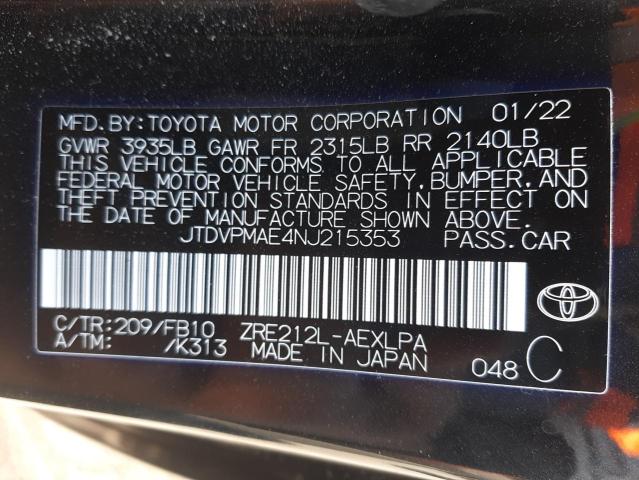 MFD.BY:TOYOTA MOTOR CORPORATION 01/22
GVWR 3935LB GAWR FR 2315LB RR 2140LB
THIS VEHICLE CONFORMS TO ALL APPLICABLE
FEDERAL MOTOR VEHICLE SAFETY,BUMPER,AND
THEFT PREVENTION STANDARDS IN EFFECT ON
THE DATE OF MANUFACTURE SHOWN ABOVE.
JTDVPMAE4NJ215353 PASS.CAR
C/TR:209/FB10 ZRE212L-AEXLPA
A/TM: /K313 MADE IN JAPAN 048 C